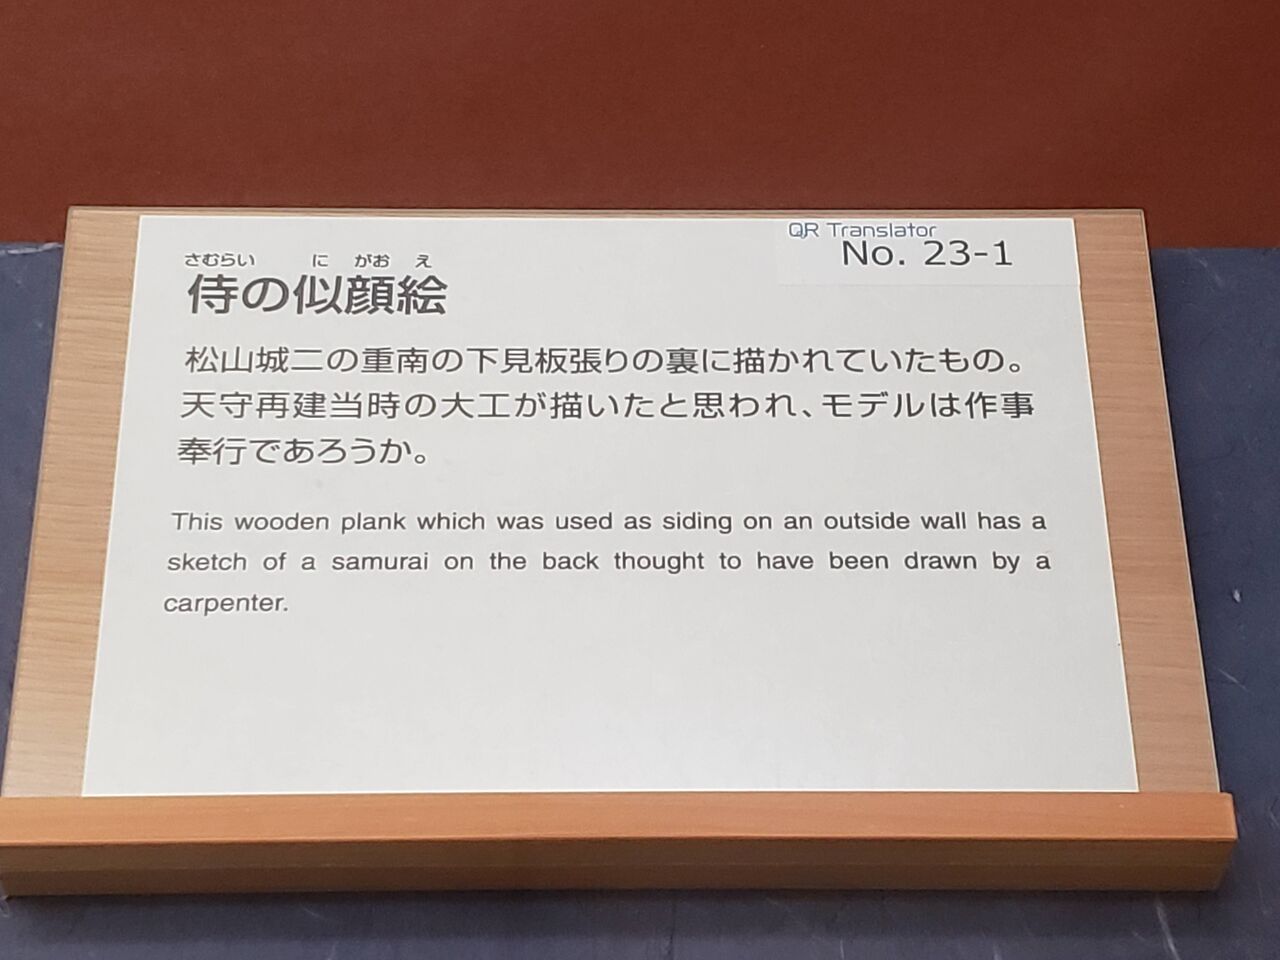 QR Translator
No. 23-1
さむらい に がお え
侍の似顔絵
松山城二の重南の下見板張りの裏に描かれていたもの。
天守再建当時の大工が描いたと思われ、モデルは作事
奉行であろうか。
This wooden plank which was used as siding on an outside wall has a
sketch of a samurai on the back thought to have been drawn by a
carpenter.